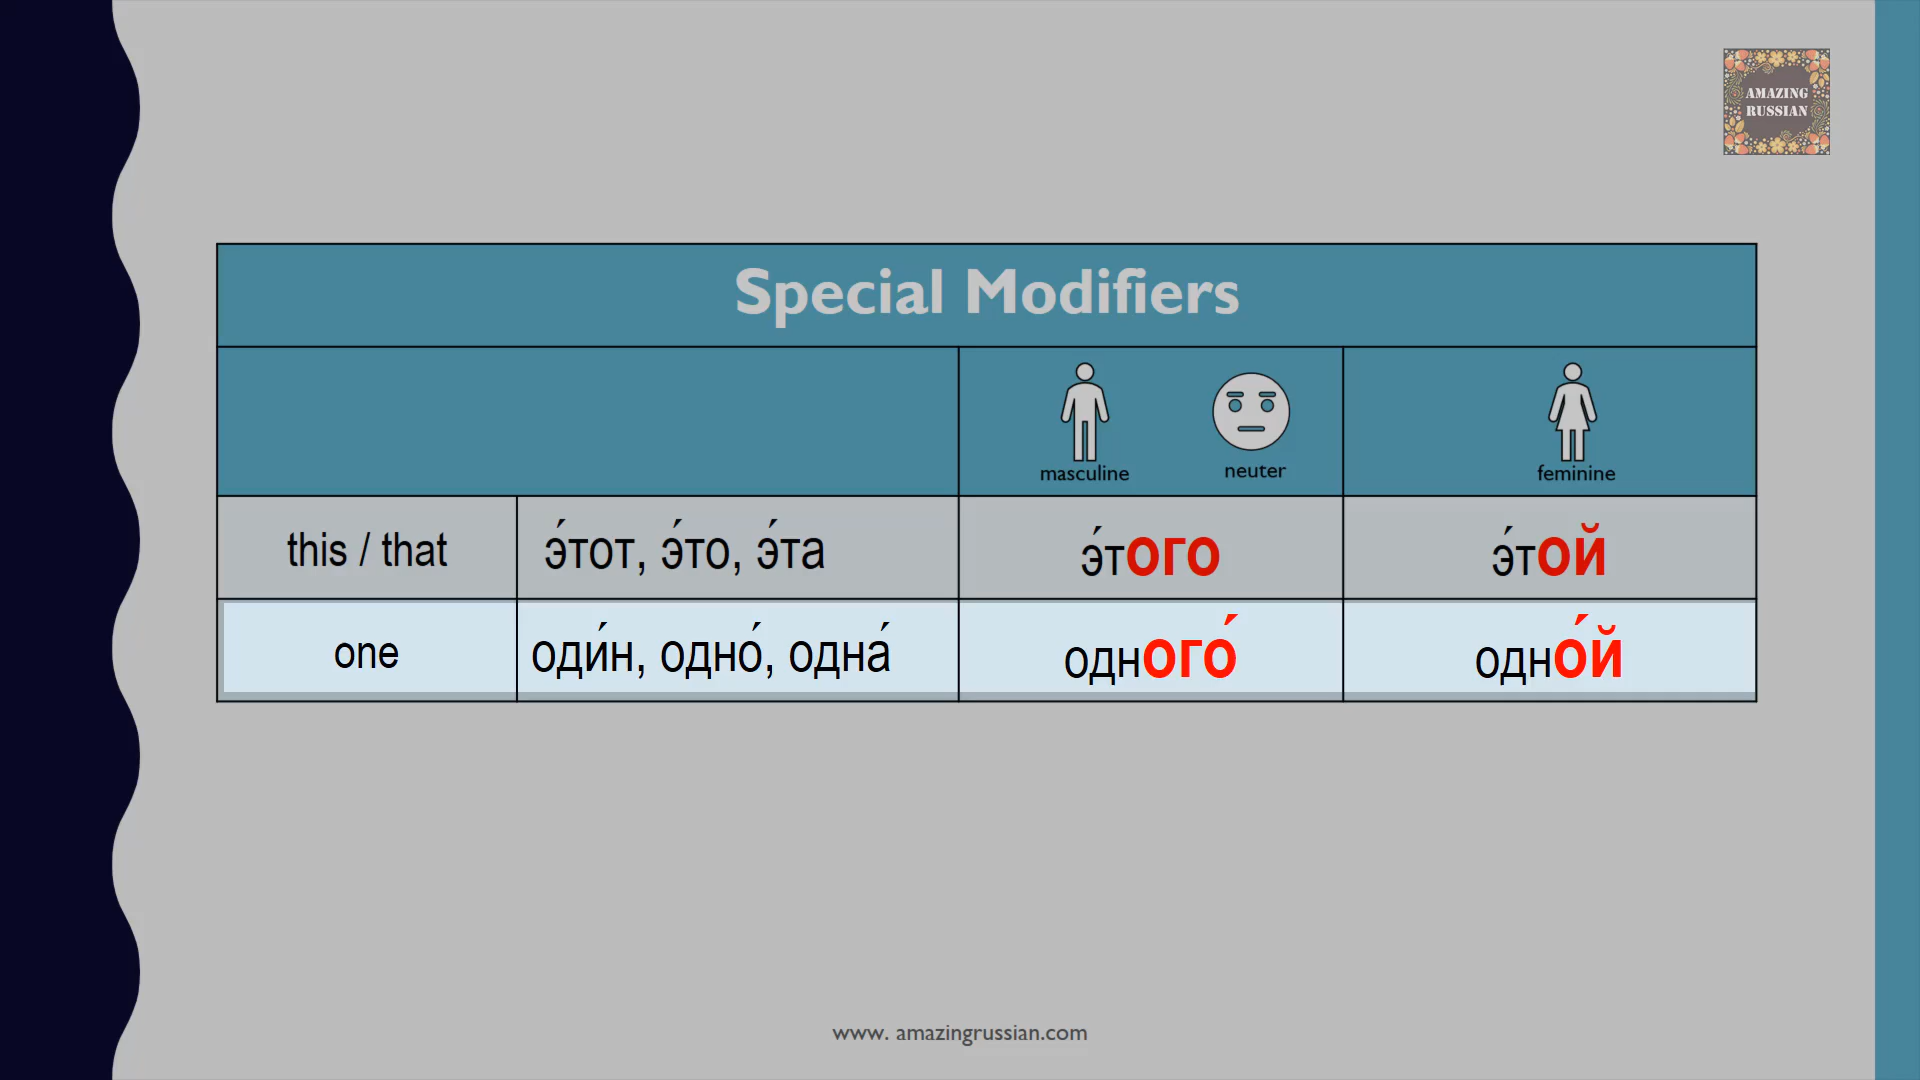 AMAZING
RUSSIAN
Special Modifiers
masculine neuter feminine
this / that э́тот, э́то, э́та э́того э́той
one оди́н, одно́, одна́ одного́ одно́й
www. amazingrussian.com